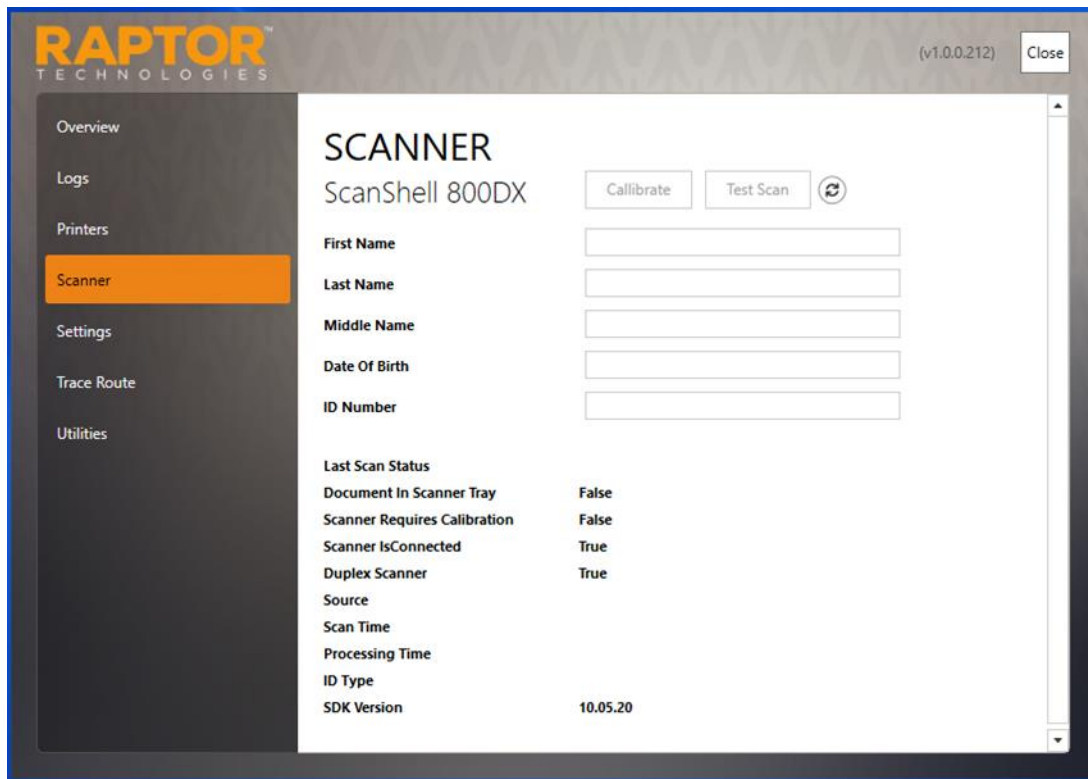 RAPTOR™
TECHNOLOGIES
(v1.0.0.212)
Close
Overview
Logs
Printers
Scanner
Settings
Trace Route
Utilities
SCANNER
ScanShell 800DX
Callibrate
Test Scan
First Name
Last Name
Middle Name
Date Of Birth
ID Number
Last Scan Status
Document In Scanner Tray False
Scanner Requires Calibration False
Scanner IsConnected True
Duplex Scanner True
Source
Scan Time
Processing Time
ID Type
SDK Version 10.05.20